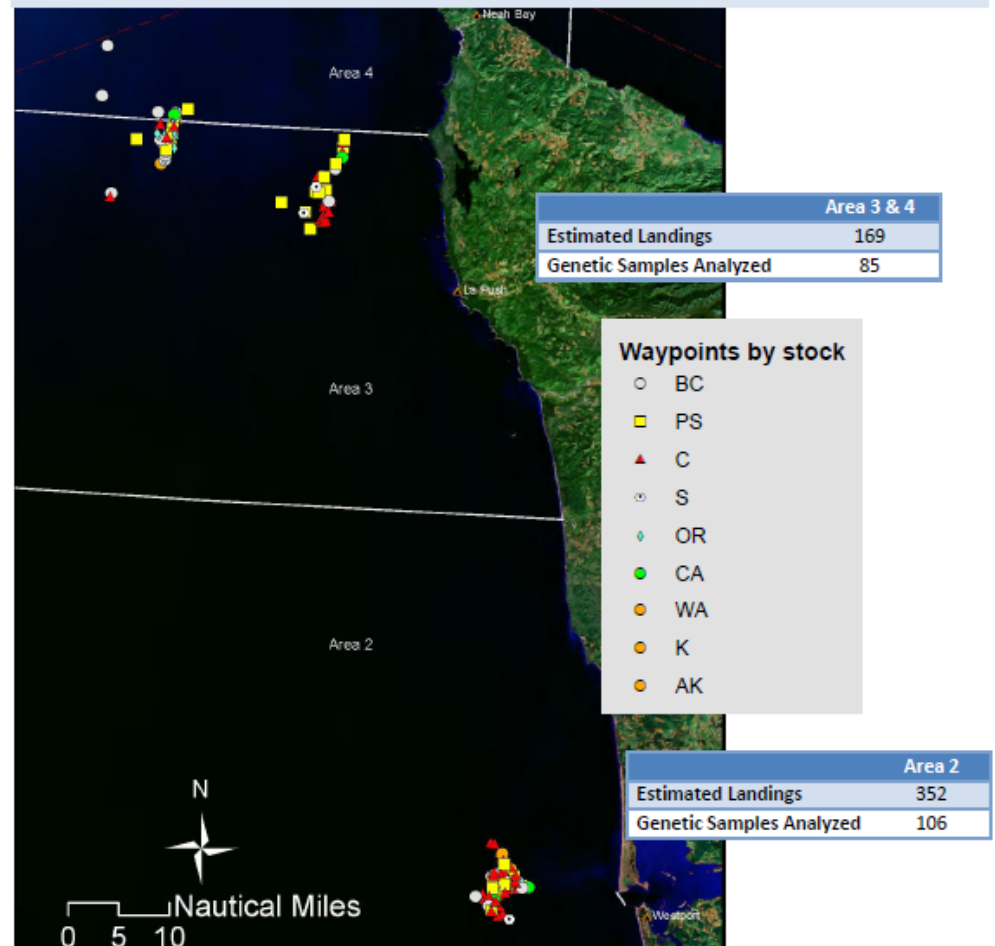 Neah Bay
Area 4
Area 3 & 4
Estimated Landings 169
Genetic Samples Analyzed 85
La Push
Waypoints by stock
BC
PS
C
S
OR
CA
WA
K
AK
Area 3
Area 2
Area 2
Estimated Landings 352
Genetic Samples Analyzed 106
N
Nautical Miles
0 5 10
Westport